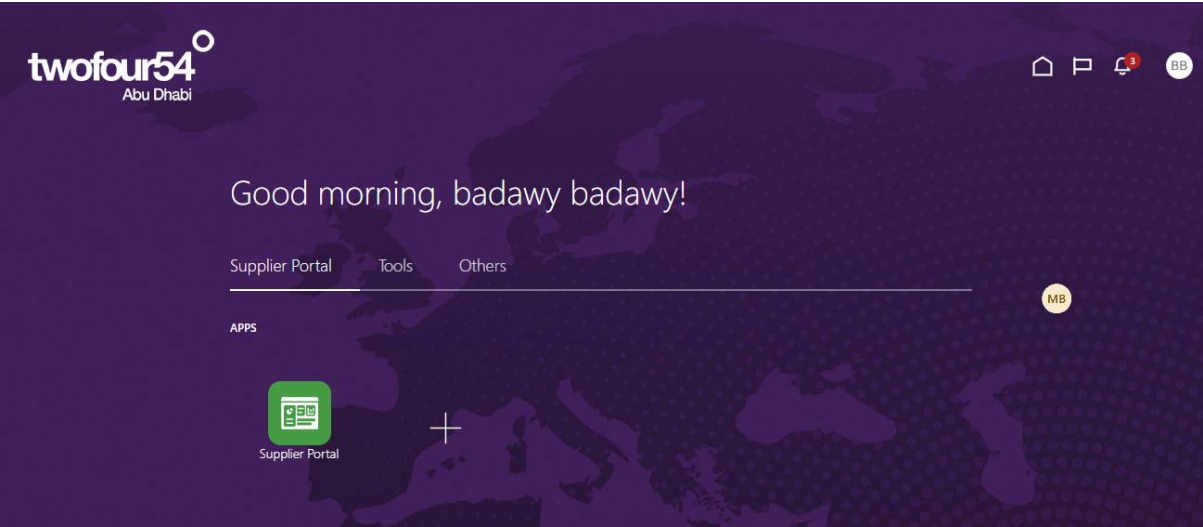 twofour54
Abu Dhabi
3
BB
Good morning, badawy badawy!
Supplier Portal Tools Others
MB
APPS
Supplier Portal